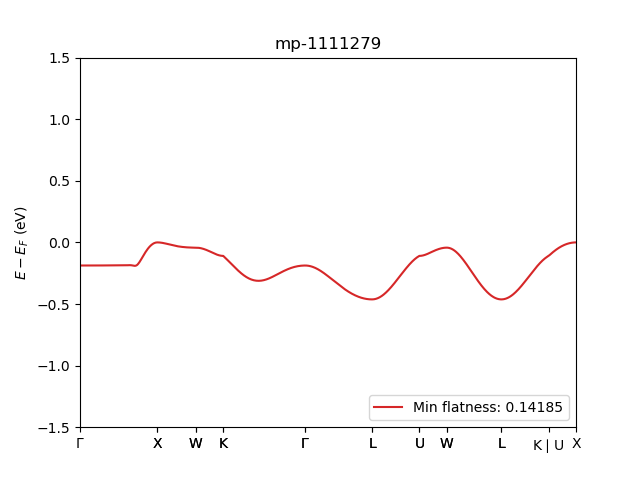 mp-1111279
E − E_F (eV)
1.5
1.0
0.5
0.0
−0.5
−1.0
−1.5
Min flatness: 0.14185
Γ X W K Γ L U W L K | U X